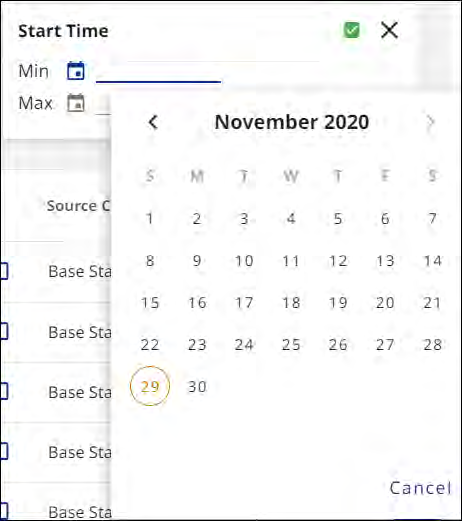 Start Time
Min
Max
November 2020
S M T W T F S
Source C
1 2 3 4 5 6 7
8 9 10 11 12 13 14
Base Sta
15 16 17 18 19 20 21
Base Sta
22 23 24 25 26 27 28
29 30
Base Sta
Base Sta
Cancel
Base Sta